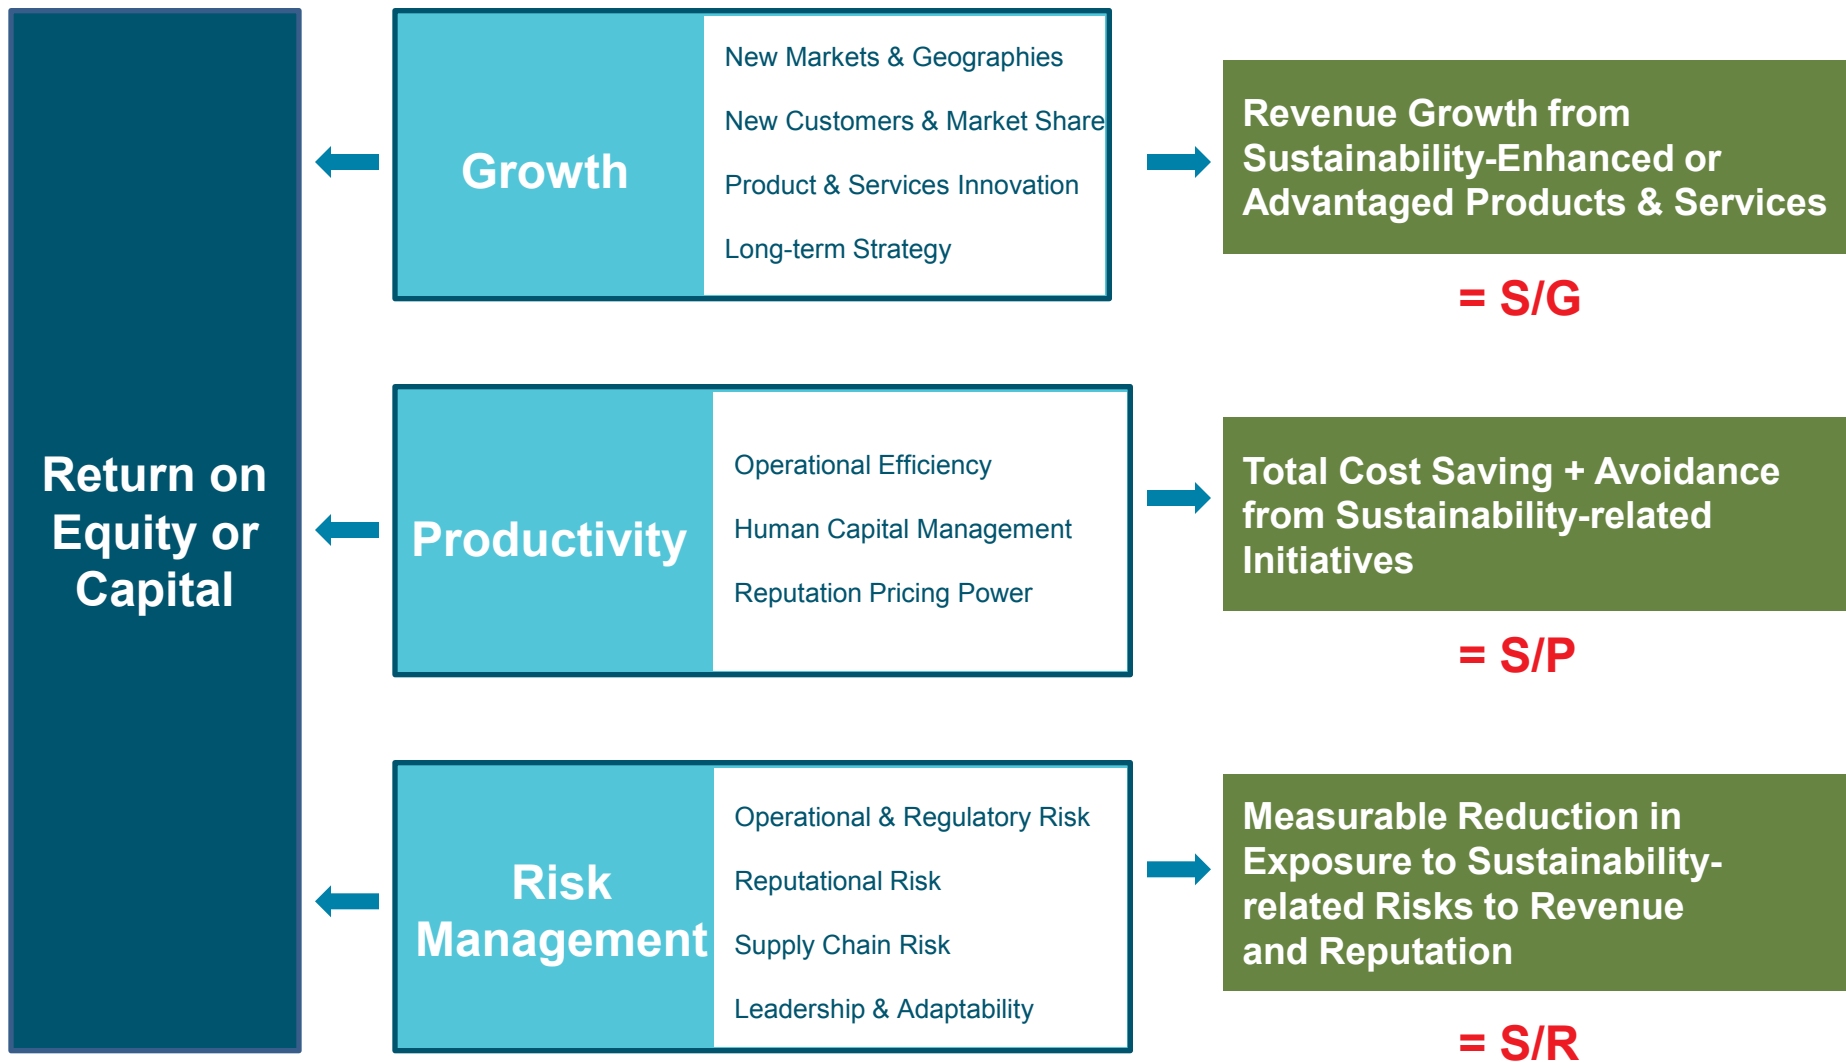 Return on
Equity or
Capital
Growth
New Markets & Geographies
New Customers & Market Share
Product & Services Innovation
Long-term Strategy
Revenue Growth from
Sustainability-Enhanced or
Advantaged Products & Services
= S/G
Productivity
Operational Efficiency
Human Capital Management
Reputation Pricing Power
Total Cost Saving + Avoidance
from Sustainability-related
Initiatives
= S/P
Risk
Management
Operational & Regulatory Risk
Reputational Risk
Supply Chain Risk
Leadership & Adaptability
Measurable Reduction in
Exposure to Sustainability-
related Risks to Revenue
and Reputation
= S/R